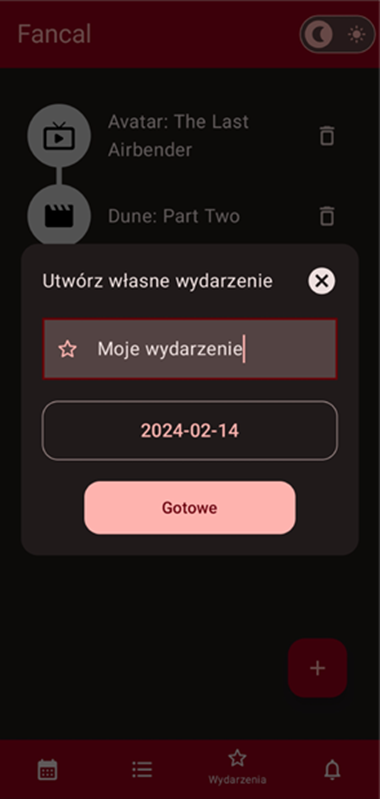 Fancal
Avatar: The Last
Airbender
Dune: Part Two
Utwórz własne wydarzenie
Moje wydarzenie
2024-02-14
Gotowe
Wydarzenia